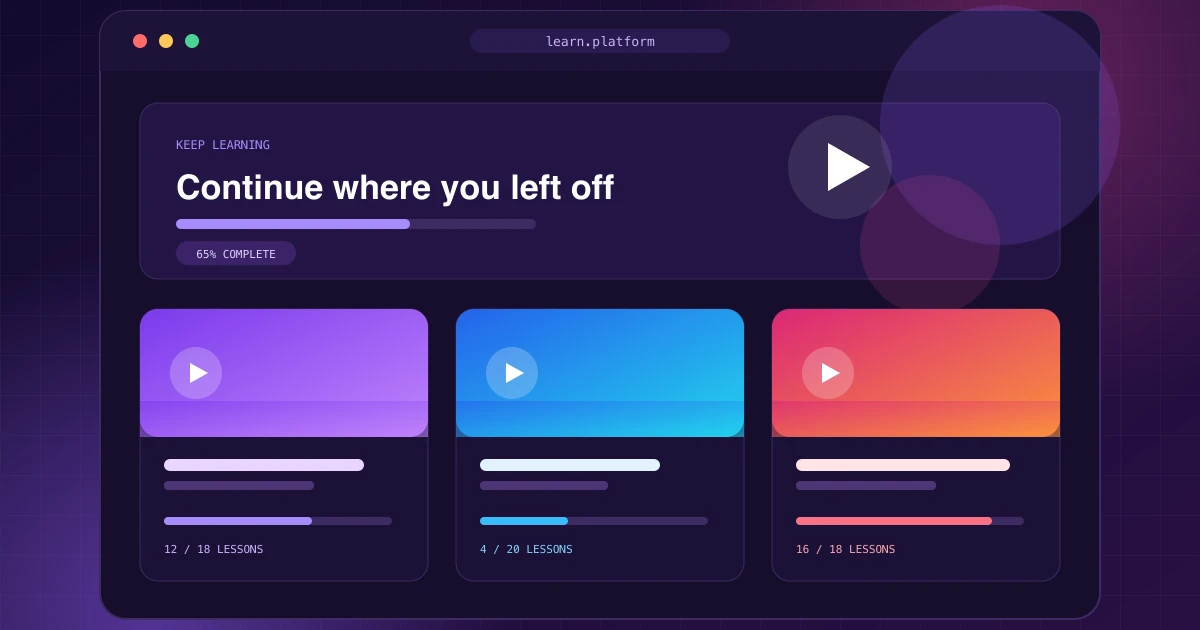 learn.platform
KEEP LEARNING
Continue where you left off
65% COMPLETE
12 / 18 LESSONS
4 / 20 LESSONS
16 / 18 LESSONS